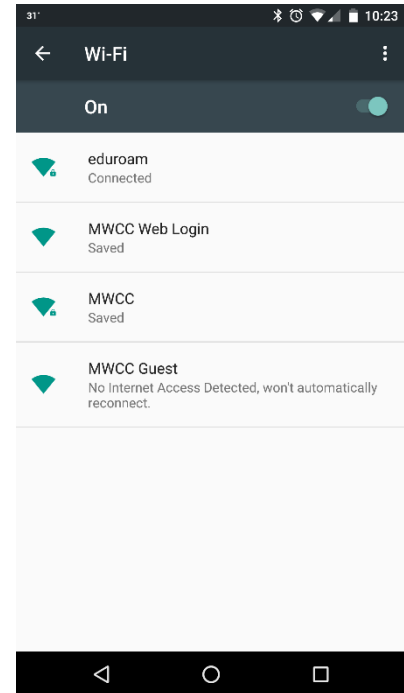 31° 10:23
Wi-Fi
On
eduroam
Connected
MWCC Web Login
Saved
MWCC
Saved
MWCC Guest
No Internet Access Detected, won't automatically
reconnect.